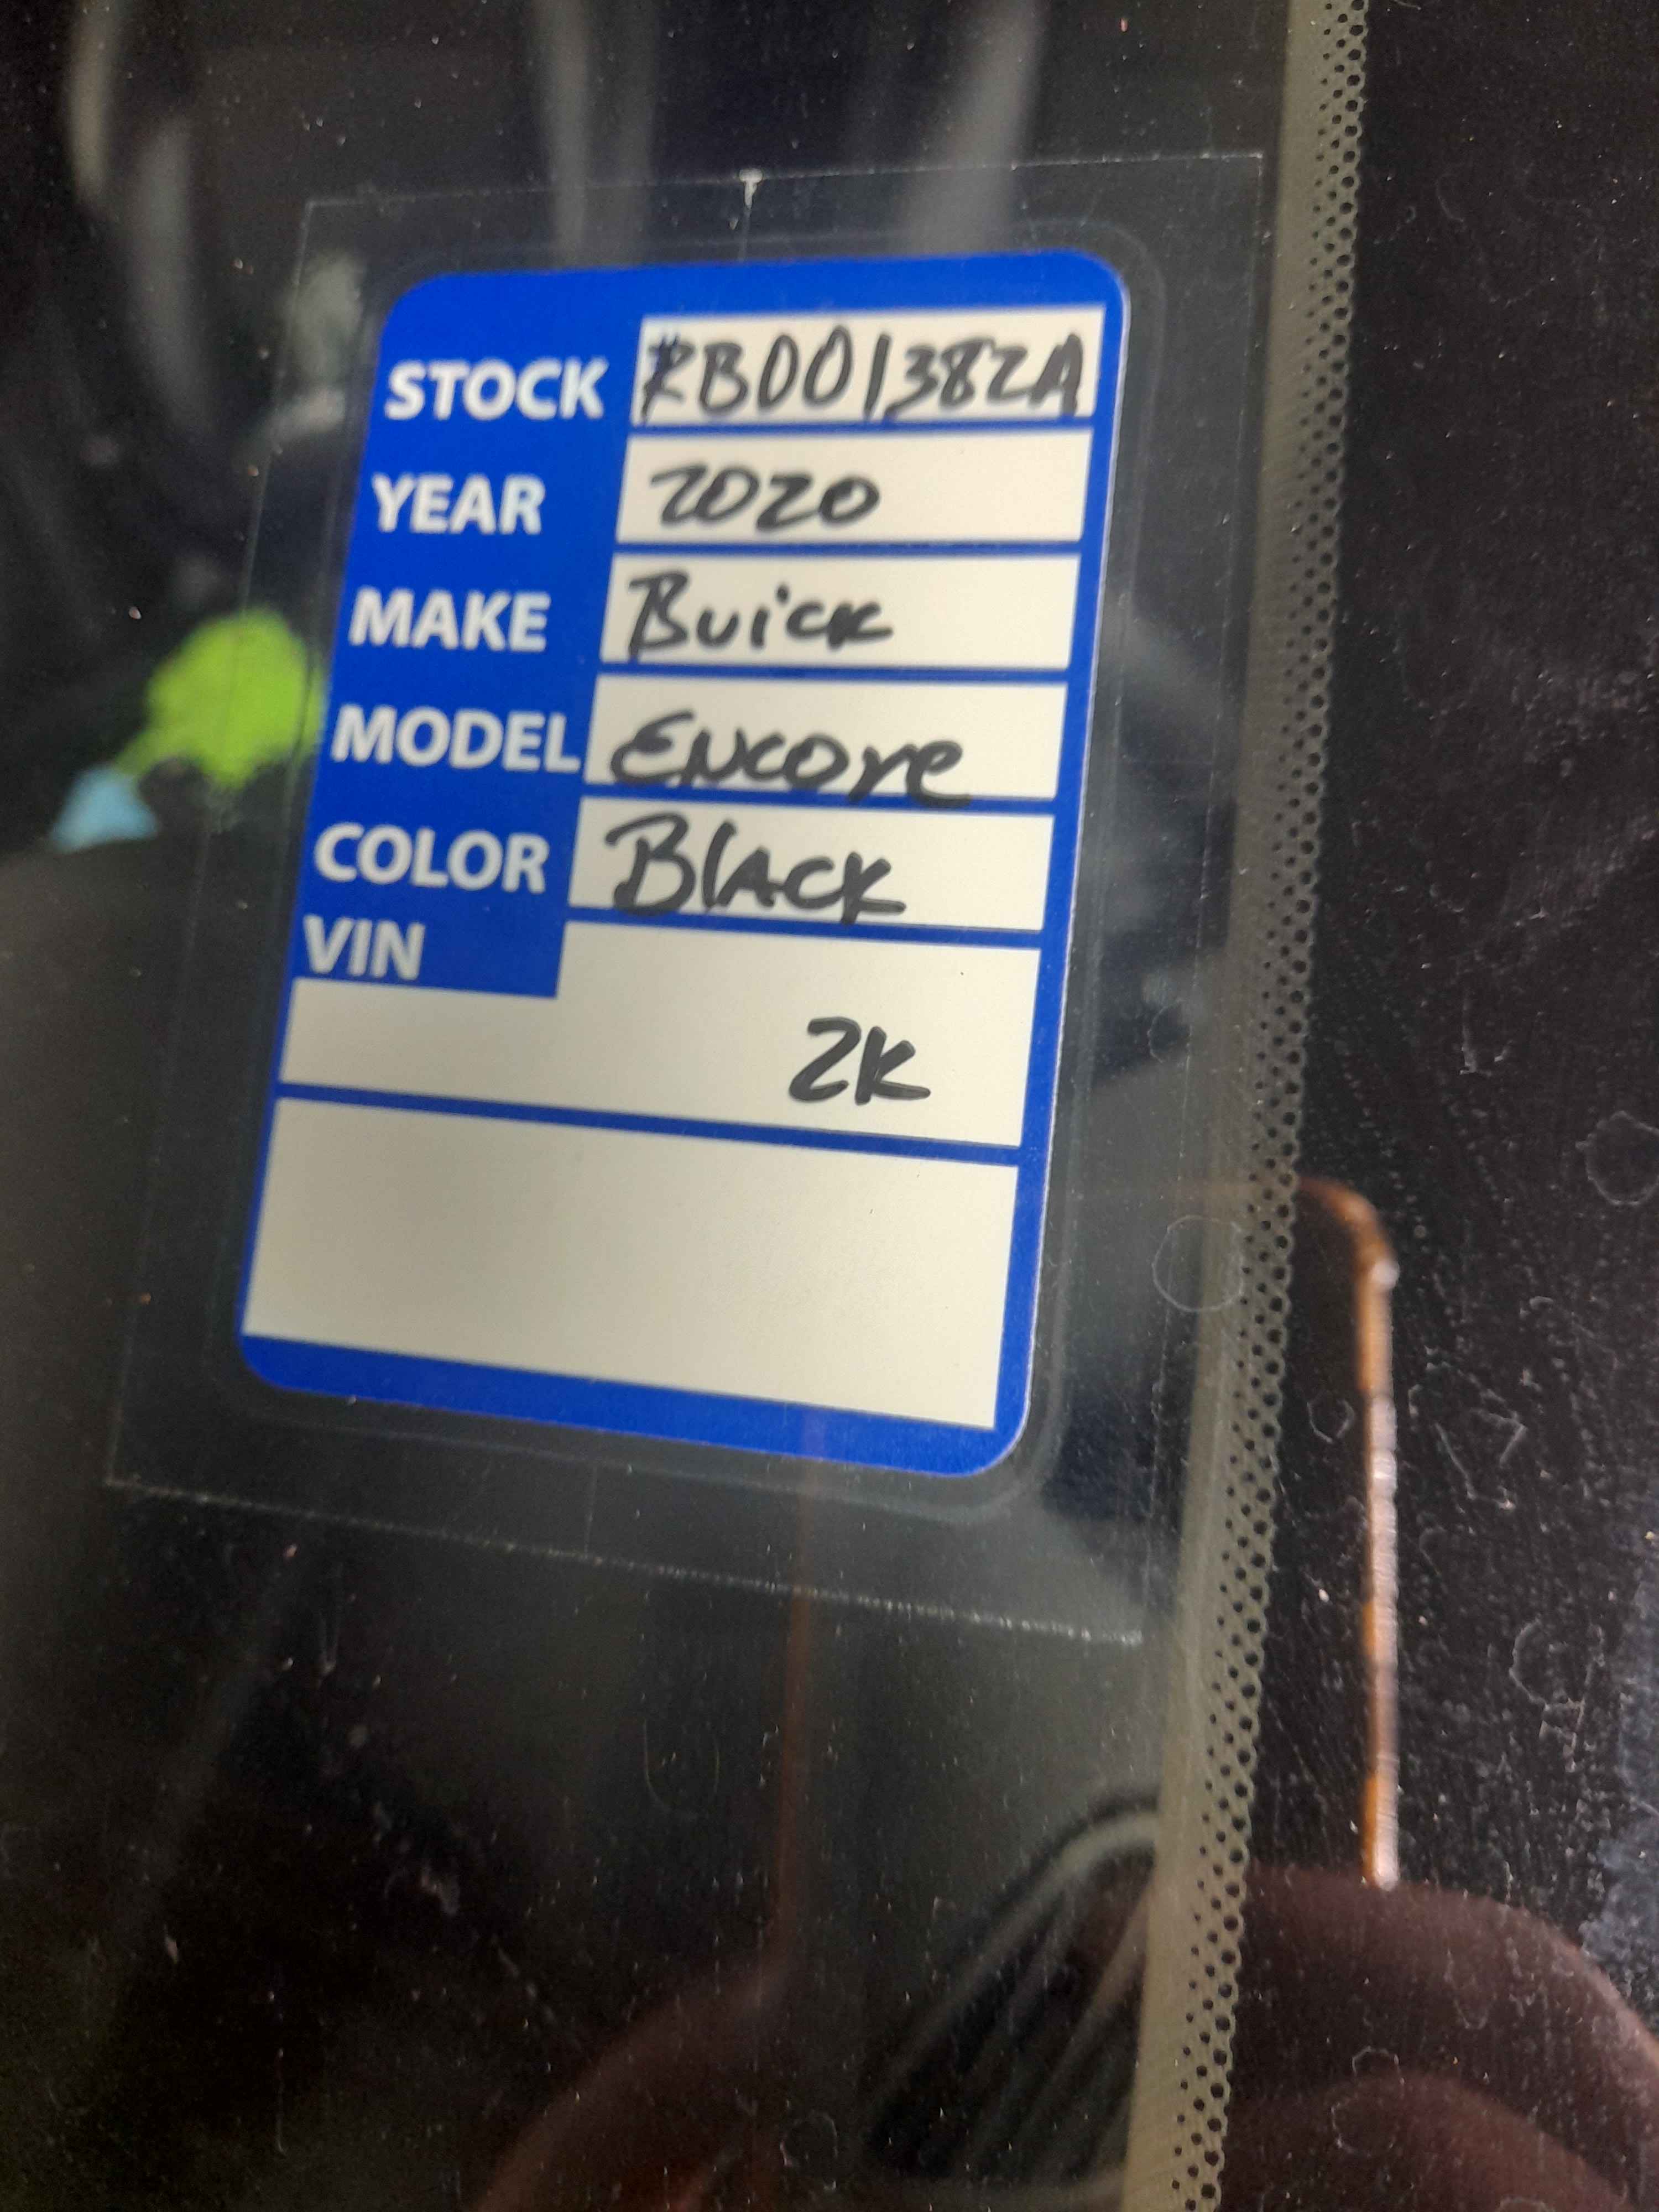 STOCK RB001382A
YEAR 2020
MAKE Buick
MODEL Encore
COLOR Black
VIN
2K